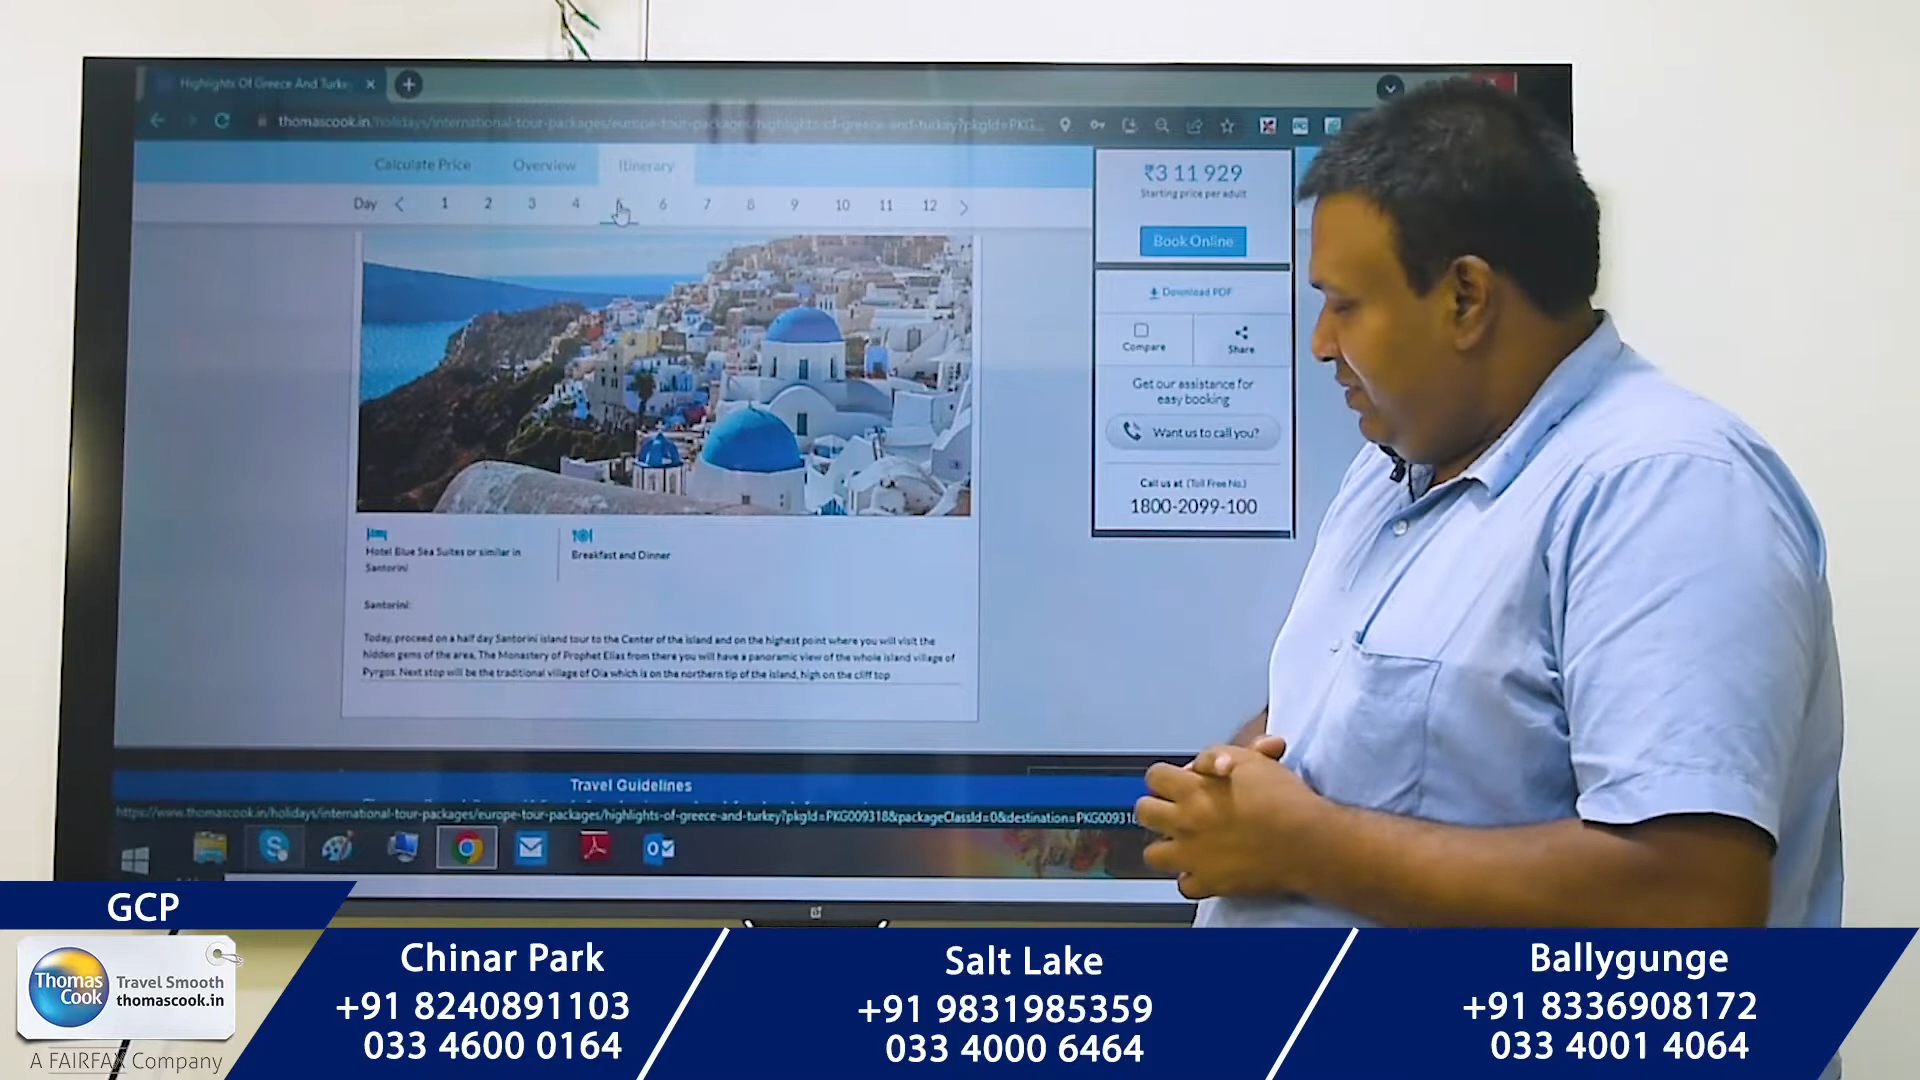 Highlights Of Greece And Turke
thomascook.in/holidays/international-tour-packages/europe-tour-packages/highlights-of-greece-and-turkey?pkgId=PKG...
Calculate Price Overview Itinerary
Day 1 2 3 4 5 6 7 8 9 10 11 12
₹3 11 929
Starting price per adult
Book Online
Download PDF
Compare
Share
Get our assistance for
easy booking
Want us to call you?
Call us at (Toll Free No.)
1800-2099-100
Hotel Blue Sea Suites or similar in
Santorini
Breakfast and Dinner
Santorini:
Today, proceed on a half day Santorini island tour to the Center of the island and on the highest point where you will visit the
hidden gems of the area, The Monastery of Prophet Elias from there you will have a panoramic view of the whole island village of
Pyrgos. Next stop will be the traditional village of Oia which is on the northern tip of the island, high on the cliff top
Travel Guidelines
https://www.thomascook.in/holidays/international-tour-packages/europe-tour-packages/highlights-of-greece-and-turkey?pkgId=PKG009318&packageClassId=0&destination=PKG00931
GCP
Thomas
Cook
Travel Smooth
thomascook.in
A FAIRFAX Company
Chinar Park
+91 8240891103
033 4600 0164
Salt Lake
+91 9831985359
033 4000 6464
Ballygunge
+91 8336908172
033 4001 4064